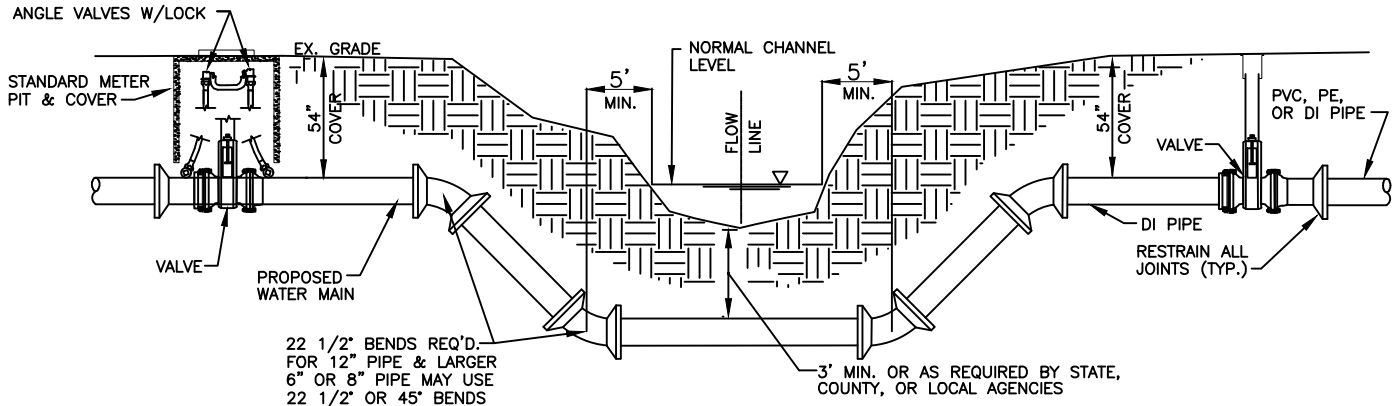 ANGLE VALVES W/LOCK
STANDARD METER
PIT & COVER
EX. GRADE
54" COVER
5'
MIN.
NORMAL CHANNEL
LEVEL
FLOW LINE
5'
MIN.
54" COVER
PVC, PE,
OR DI PIPE
VALVE
DI PIPE
RESTRAIN ALL
JOINTS (TYP.)
VALVE
PROPOSED
WATER MAIN
22 1/2° BENDS REQ'D.
FOR 12" PIPE & LARGER
6" OR 8" PIPE MAY USE
22 1/2° OR 45° BENDS
3' MIN. OR AS REQUIRED BY STATE,
COUNTY, OR LOCAL AGENCIES